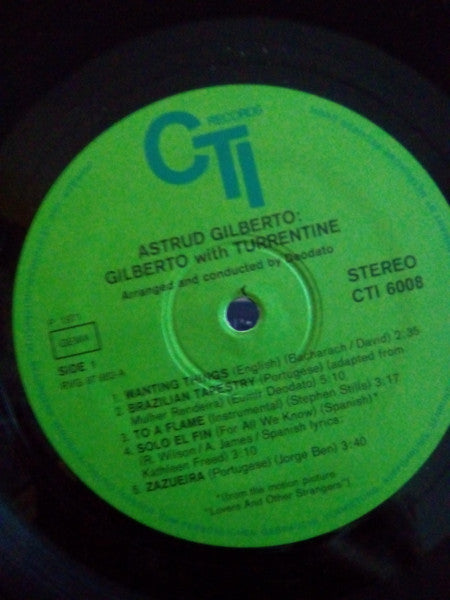 CTI
RECORDS
ASTRUD GILBERTO:
GILBERTO with TURRENTINE
Arranged and conducted by Deodato
STEREO
CTI 6008
P 1971
GEMA
SIDE 1
1. WANTING THINGS (English) (Bacharach / David) 2:35
2. BRAZILIAN TAPESTRY (Portugese) (adapted from
Mulher Rendeira) (Eumir Deodato) 5:10
3. TO A FLAME (Instrumental) (Stephen Stills) 3:17
4. SOLO EL FIN (For All We Know) (Spanish)*
(R. Wilson / A. James / Spanish lyrics:
Kathleen Freed) 3:10
5. ZAZUEIRA (Portugese) (Jorge Ben) 3:40
*(from the motion picture
"Lovers And Other Strangers")